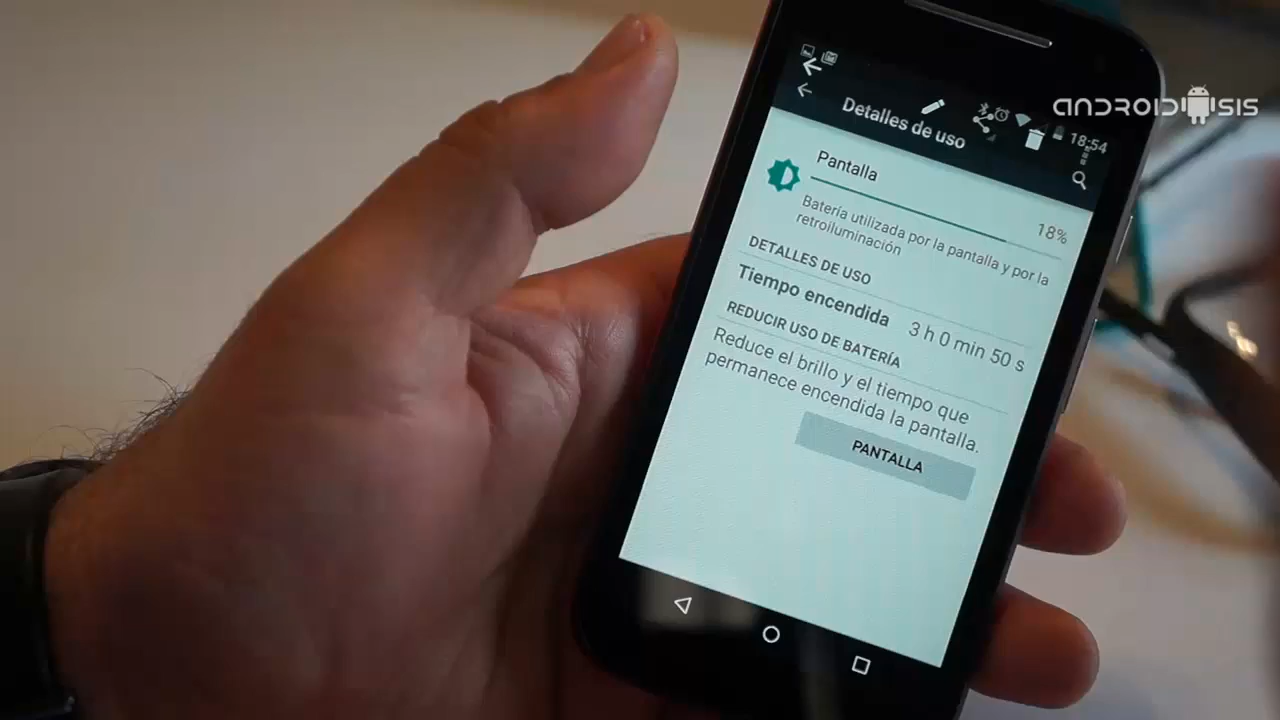 ANDROIDSIS
18:54
Detalles de uso
Pantalla
18%
Batería utilizada por la pantalla y por la
retroiluminación
DETALLES DE USO
Tiempo encendida 3 h 0 min 50 s
REDUCIR USO DE BATERÍA
Reduce el brillo y el tiempo que
permanece encendida la pantalla.
PANTALLA